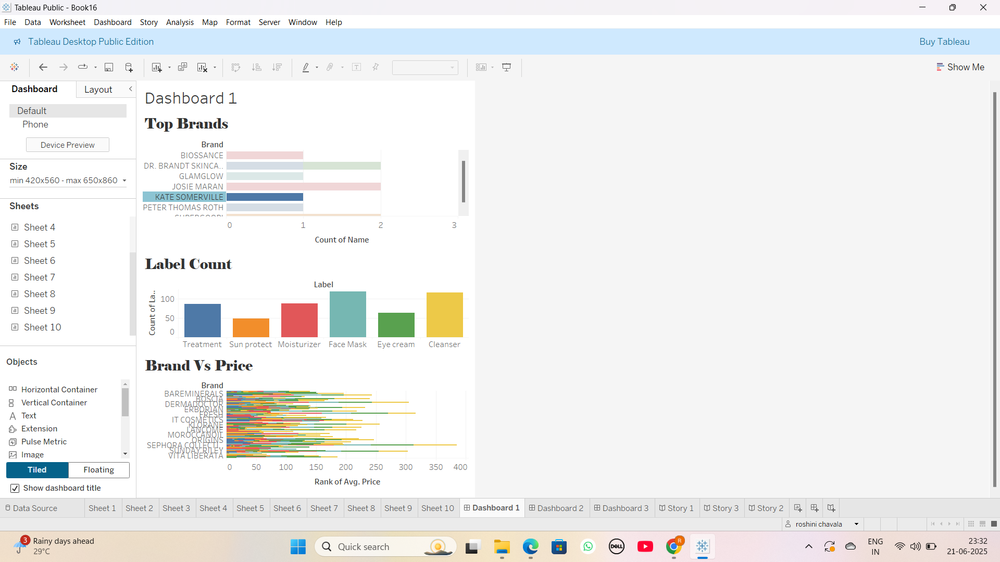 Tableau Public - Book16
File Data Worksheet Dashboard Story Analysis Map Format Server Window Help
Tableau Desktop Public Edition
Buy Tableau
Show Me
Dashboard
Layout
Default
Phone
Device Preview
Size
min 420x560 - max 650x860
Sheets
Sheet 4
Sheet 5
Sheet 6
Sheet 7
Sheet 8
Sheet 9
Sheet 10
Objects
Horizontal Container
Vertical Container
Text
Extension
Pulse Metric
Image
Tiled
Floating
Show dashboard title
Dashboard 1
Top Brands
Brand
BIOSSANCE
DR. BRANDT SKINCA..
GLAMGLOW
JOSIE MARAN
KATE SOMERVILLE
PETER THOMAS ROTH
0 1 2 3
Count of Name
Label Count
Label
Count of La..
100
50
0
Treatment Sun protect Moisturizer Face Mask Eye cream Cleanser
Brand Vs Price
Brand
BAREMINERALS
BOSCIA
DERMADOCTOR
ERBORIAN
FRESH
IT COSMETICS
KLORANE
LANCOME
MOROCCANOIL
ORIGINS
SEPHORA COLLECTI..
SUNDAY RILEY
VITA LIBERATA
0 50 100 150 200 250 300 350 400
Rank of Avg. Price
Data Source Sheet 1 Sheet 2 Sheet 3 Sheet 4 Sheet 5 Sheet 6 Sheet 7 Sheet 8 Sheet 9 Sheet 10 Dashboard 1 Dashboard 2 Dashboard 3 Story 1 Story 3 Story 2
roshini chavala
3
Rainy days ahead
29°C
Quick search
DELL
R
ENG
IN
23:32
21-06-2025